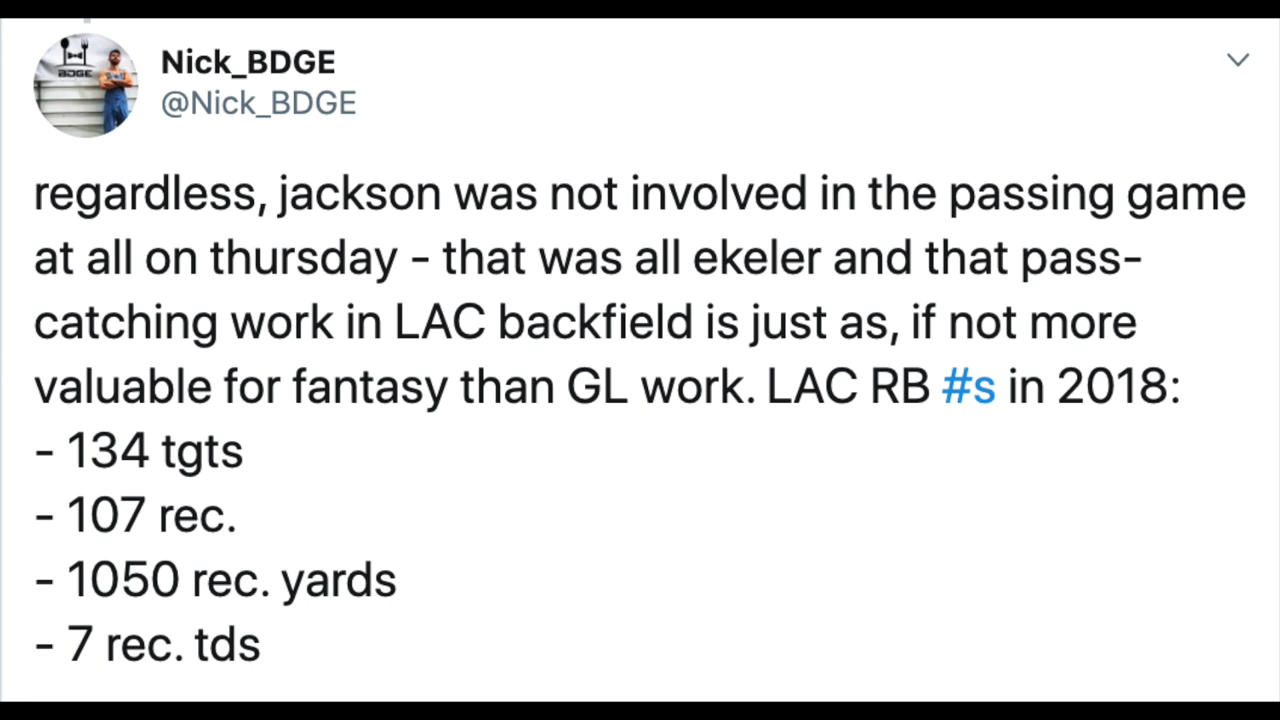 BDGE
Nick_BDGE
@Nick_BDGE
regardless, jackson was not involved in the passing game
at all on thursday - that was all ekeler and that pass-
catching work in LAC backfield is just as, if not more
valuable for fantasy than GL work. LAC RB #s in 2018:
- 134 tgts
- 107 rec.
- 1050 rec. yards
- 7 rec. tds